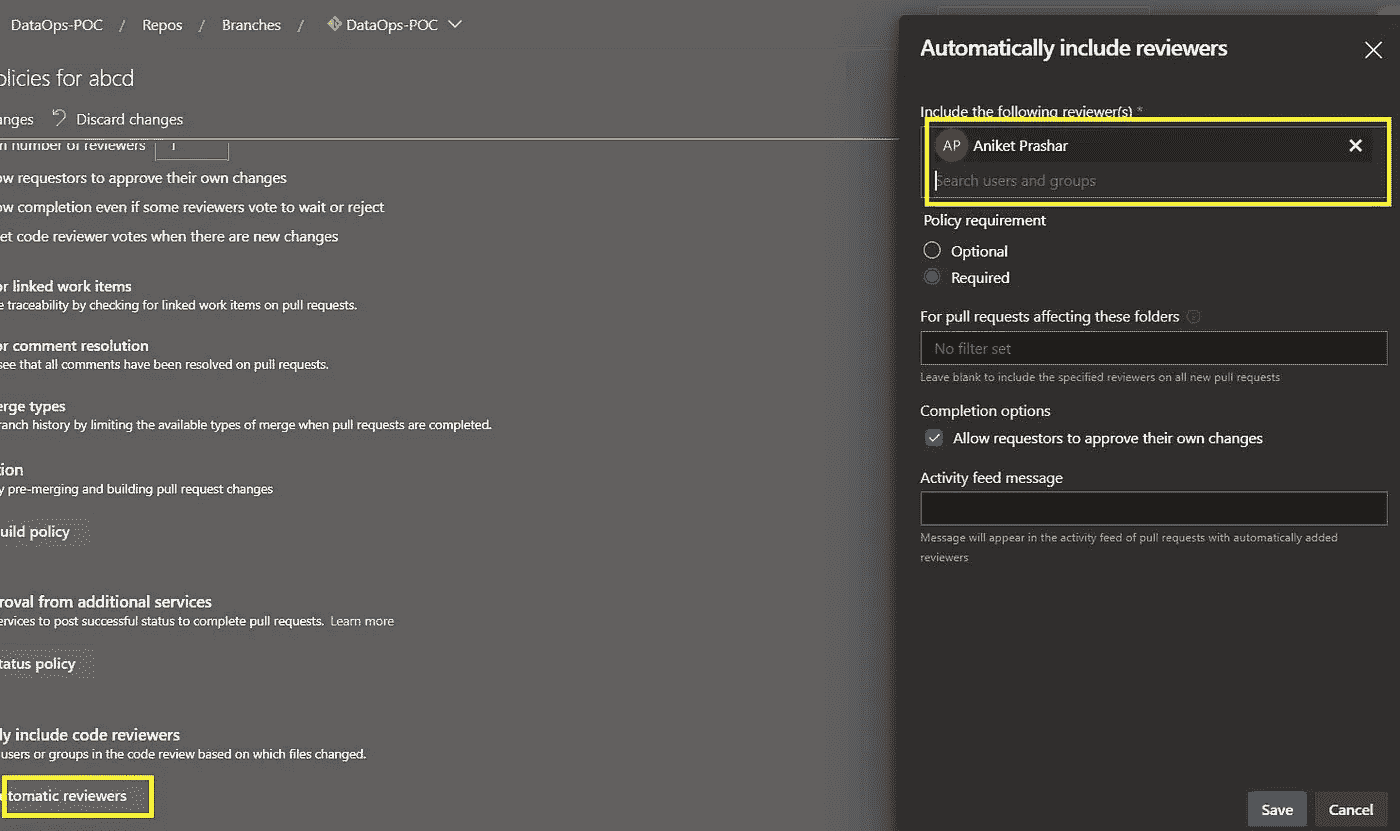 DataOps-POC / Repos / Branches / DataOps-POC
olicies for abcd
anges Discard changes
n number of reviewers 1
ow requestors to approve their own changes
ow completion even if some reviewers vote to wait or reject
et code reviewer votes when there are new changes
or linked work items
e traceability by checking for linked work items on pull requests.
or comment resolution
see that all comments have been resolved on pull requests.
erge types
ranch history by limiting the available types of merge when pull requests are completed.
tion
y pre-merging and building pull request changes
uild policy
roval from additional services
ervices to post successful status to complete pull requests. Learn more
tatus policy
ly include code reviewers
users or groups in the code review based on which files changed.
tomatic reviewers
Automatically include reviewers
Include the following reviewer(s) *
AP Aniket Prashar
Search users and groups
Policy requirement
Optional
Required
For pull requests affecting these folders
No filter set
Leave blank to include the specified reviewers on all new pull requests
Completion options
Allow requestors to approve their own changes
Activity feed message
Message will appear in the activity feed of pull requests with automatically added
reviewers
Save Cancel